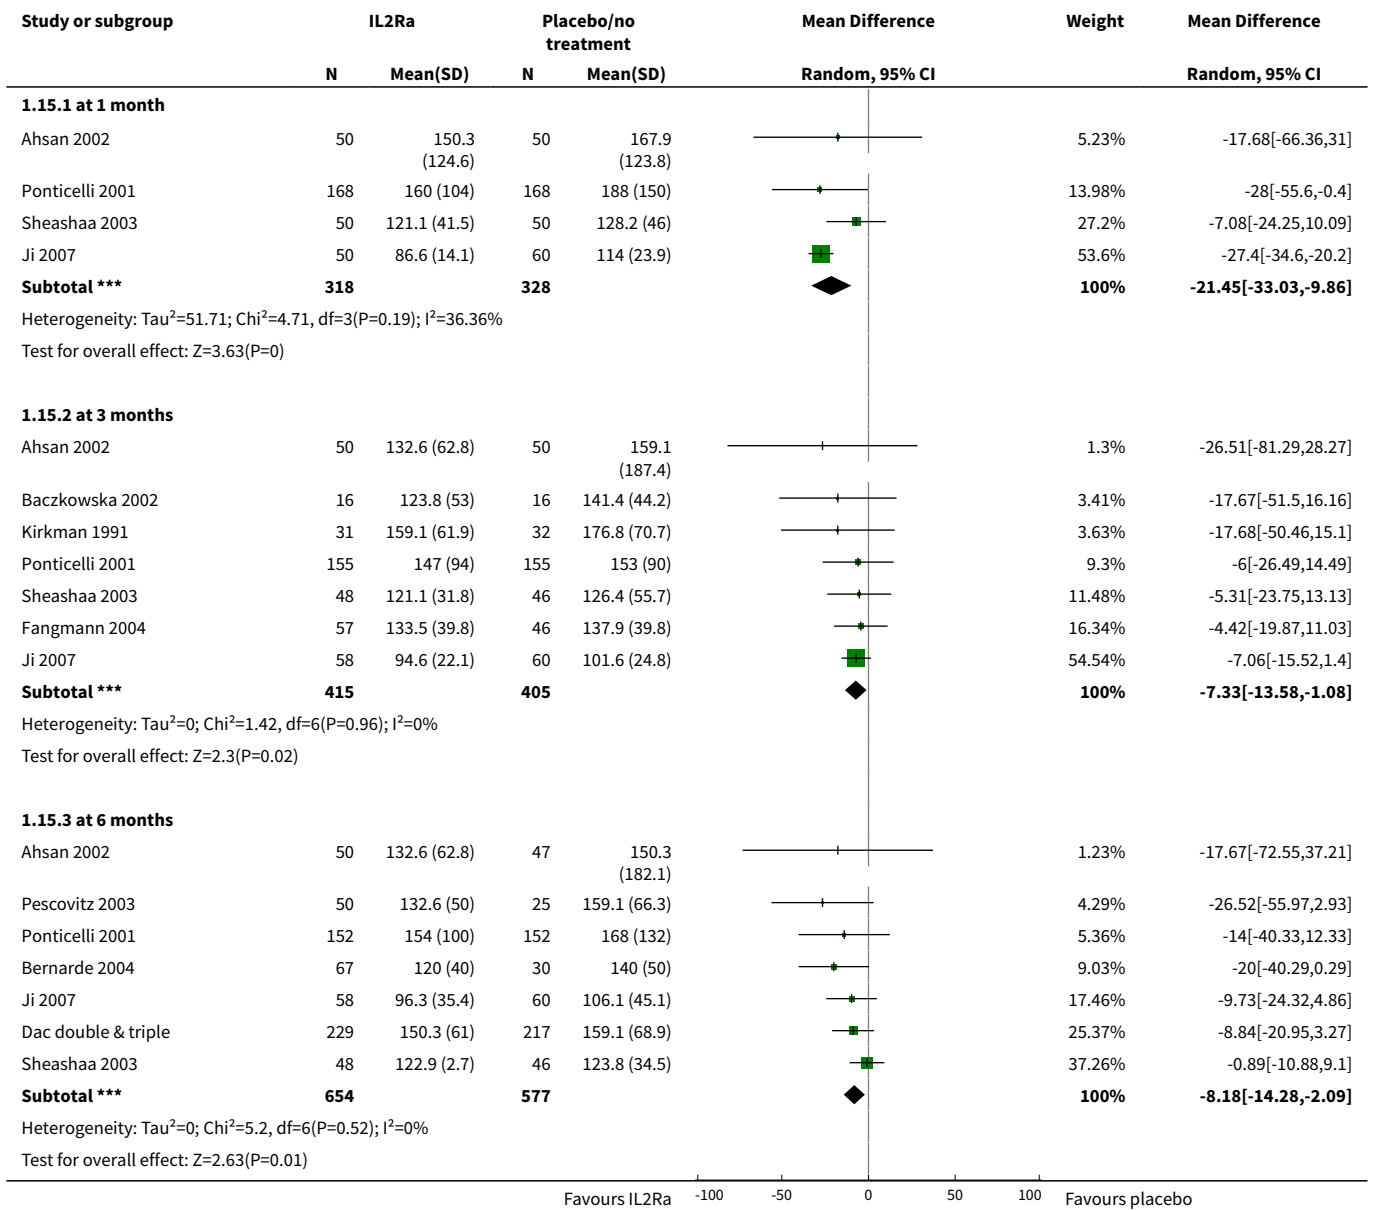 Study or subgroup IL2Ra Placebo/no treatment Mean Difference Weight Mean Difference
N Mean(SD) N Mean(SD) Random, 95% CI Random, 95% CI
1.15.1 at 1 month
Ahsan 2002 50 150.3 (124.6) 50 167.9 (123.8) 5.23% -17.68[-66.36,31]
Ponticelli 2001 168 160 (104) 168 188 (150) 13.98% -28[-55.6,-0.4]
Sheashaa 2003 50 121.1 (41.5) 50 128.2 (46) 27.2% -7.08[-24.25,10.09]
Ji 2007 50 86.6 (14.1) 60 114 (23.9) 53.6% -27.4[-34.6,-20.2]
Subtotal *** 318 328 100% -21.45[-33.03,-9.86]
Heterogeneity: Tau²=51.71; Chi²=4.71, df=3(P=0.19); I²=36.36%
Test for overall effect: Z=3.63(P=0)
1.15.2 at 3 months
Ahsan 2002 50 132.6 (62.8) 50 159.1 (187.4) 1.3% -26.51[-81.29,28.27]
Baczkowska 2002 16 123.8 (53) 16 141.4 (44.2) 3.41% -17.67[-51.5,16.16]
Kirkman 1991 31 159.1 (61.9) 32 176.8 (70.7) 3.63% -17.68[-50.46,15.1]
Ponticelli 2001 155 147 (94) 155 153 (90) 9.3% -6[-26.49,14.49]
Sheashaa 2003 48 121.1 (31.8) 46 126.4 (55.7) 11.48% -5.31[-23.75,13.13]
Fangmann 2004 57 133.5 (39.8) 46 137.9 (39.8) 16.34% -4.42[-19.87,11.03]
Ji 2007 58 94.6 (22.1) 60 101.6 (24.8) 54.54% -7.06[-15.52,1.4]
Subtotal *** 415 405 100% -7.33[-13.58,-1.08]
Heterogeneity: Tau²=0; Chi²=1.42, df=6(P=0.96); I²=0%
Test for overall effect: Z=2.3(P=0.02)
1.15.3 at 6 months
Ahsan 2002 50 132.6 (62.8) 47 150.3 (182.1) 1.23% -17.67[-72.55,37.21]
Pescovitz 2003 50 132.6 (50) 25 159.1 (66.3) 4.29% -26.52[-55.97,2.93]
Ponticelli 2001 152 154 (100) 152 168 (132) 5.36% -14[-40.33,12.33]
Bernarde 2004 67 120 (40) 30 140 (50) 9.03% -20[-40.29,0.29]
Ji 2007 58 96.3 (35.4) 60 106.1 (45.1) 17.46% -9.73[-24.32,4.86]
Dac double & triple 229 150.3 (61) 217 159.1 (68.9) 25.37% -8.84[-20.95,3.27]
Sheashaa 2003 48 122.9 (2.7) 46 123.8 (34.5) 37.26% -0.89[-10.88,9.1]
Subtotal *** 654 577 100% -8.18[-14.28,-2.09]
Heterogeneity: Tau²=0; Chi²=5.2, df=6(P=0.52); I²=0%
Test for overall effect: Z=2.63(P=0.01)
Favours IL2Ra -100 -50 0 50 100 Favours placebo